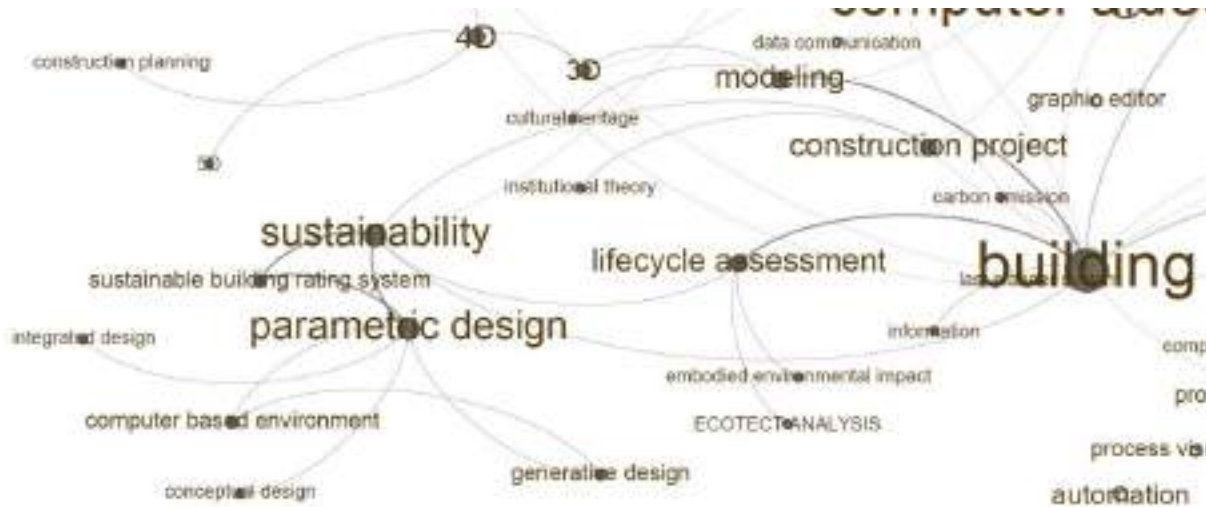 computer aided
4D
data communication
construction planning
3D
modeling
graphic editor
cultural heritage
construction project
5D
institutional theory
carbon emission
sustainability
lifecycle assessment
building
sustainable building rating system
parametric design
information
integrated design
embodied environmental impact
computer based environment
ECOTECT ANALYSIS
generative design
conceptual design
automation